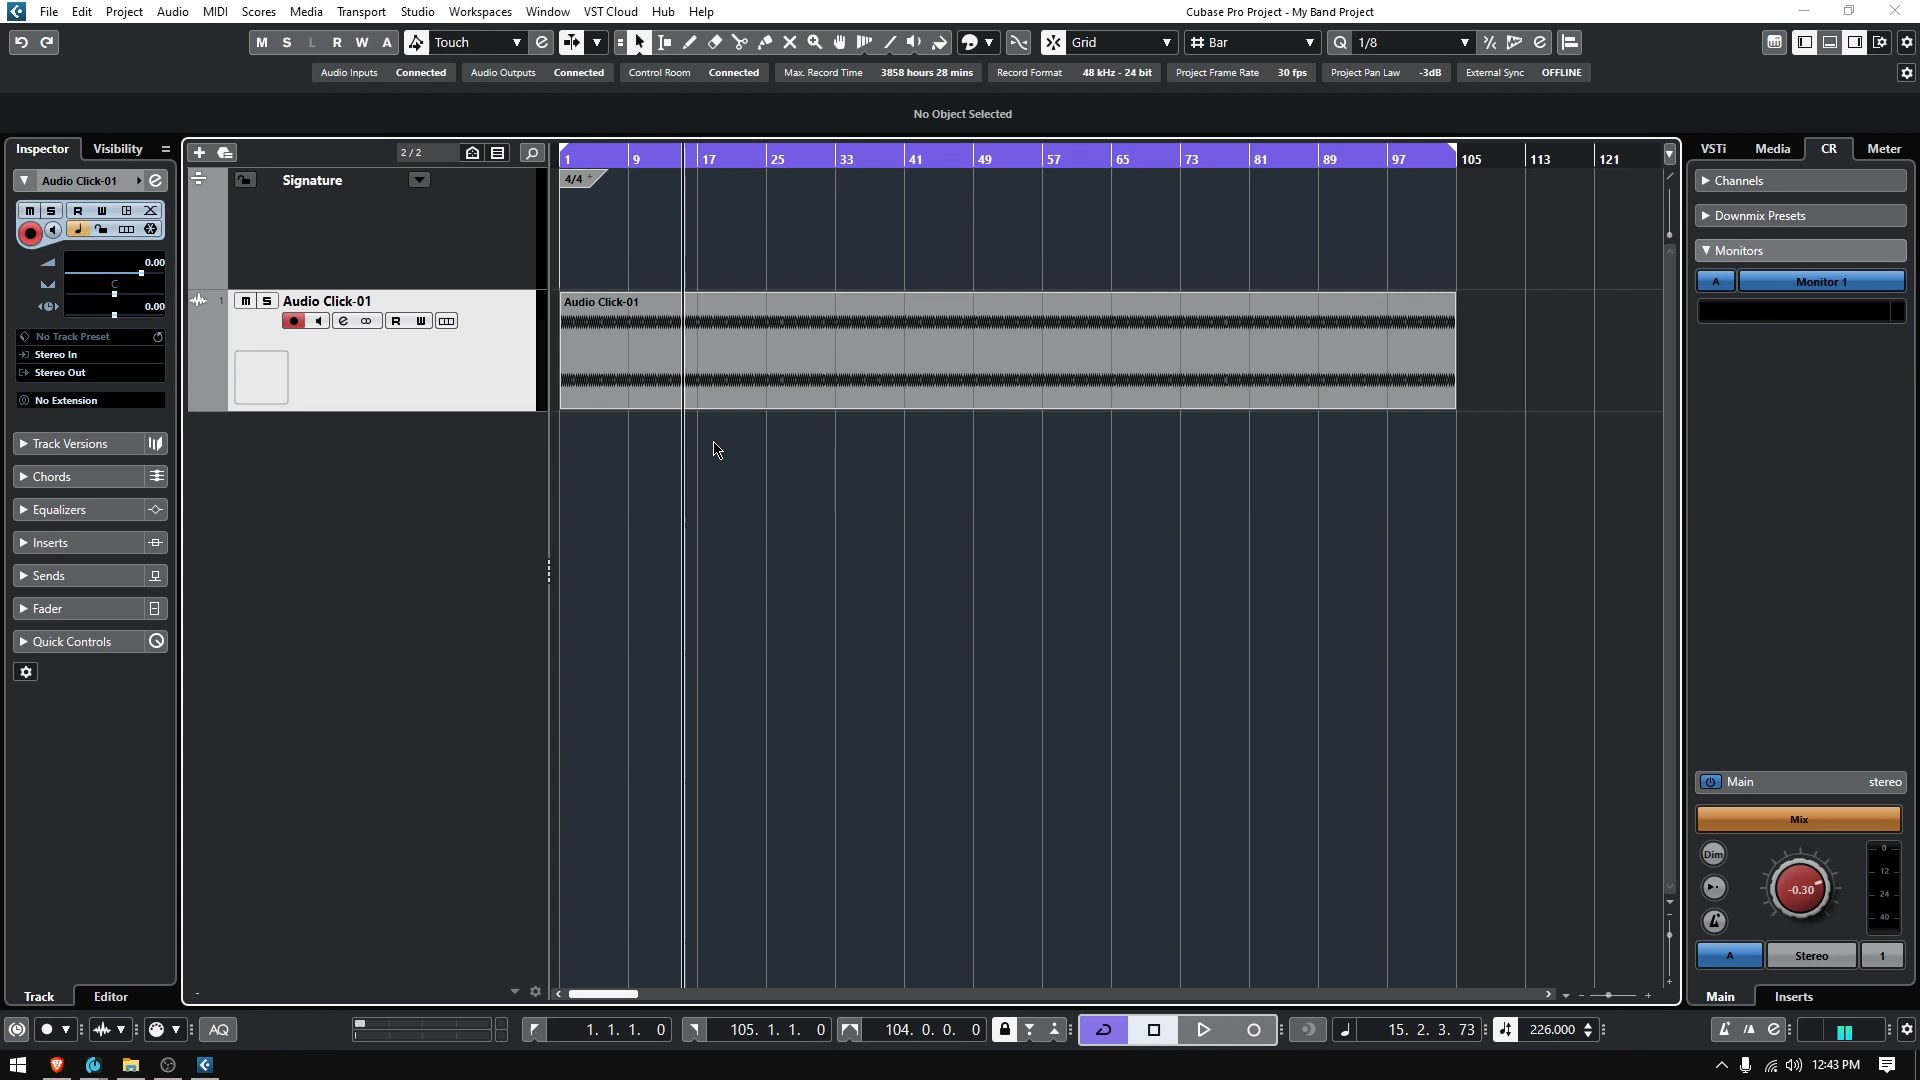 File Edit Project Audio MIDI Scores Media Transport Studio Workspaces Window VST Cloud Hub Help
Cubase Pro Project - My Band Project
M S L R W A Touch Grid Bar Q 1/8
Audio Inputs Connected Audio Outputs Connected Control Room Connected Max. Record Time 3858 hours 28 mins Record Format 48 kHz - 24 bit Project Frame Rate 30 fps Project Pan Law -3dB External Sync OFFLINE
No Object Selected
Inspector Visibility
2 / 2
1 9 17 25 33 41 49 57 65 73 81 89 97 105 113 121
VSTi Media CR Meter
Audio Click-01
Signature
4/4
Channels
M S R W
Downmix Presets
Monitors
0.00
C
0.00
A Monitor 1
1 M S Audio Click-01
R W
Audio Click-01
No Track Preset
Stereo In
Stereo Out
No Extension
Track Versions
Chords
Equalizers
Inserts
Sends
Fader
Quick Controls
Main stereo
Mix
Dim
-0.30
0
12
24
40
A Stereo 1
Track Editor
Main Inserts
AQ
1. 1. 1. 0 105. 1. 1. 0 104. 0. 0. 0 15. 2. 3. 73 226.000
12:43 PM